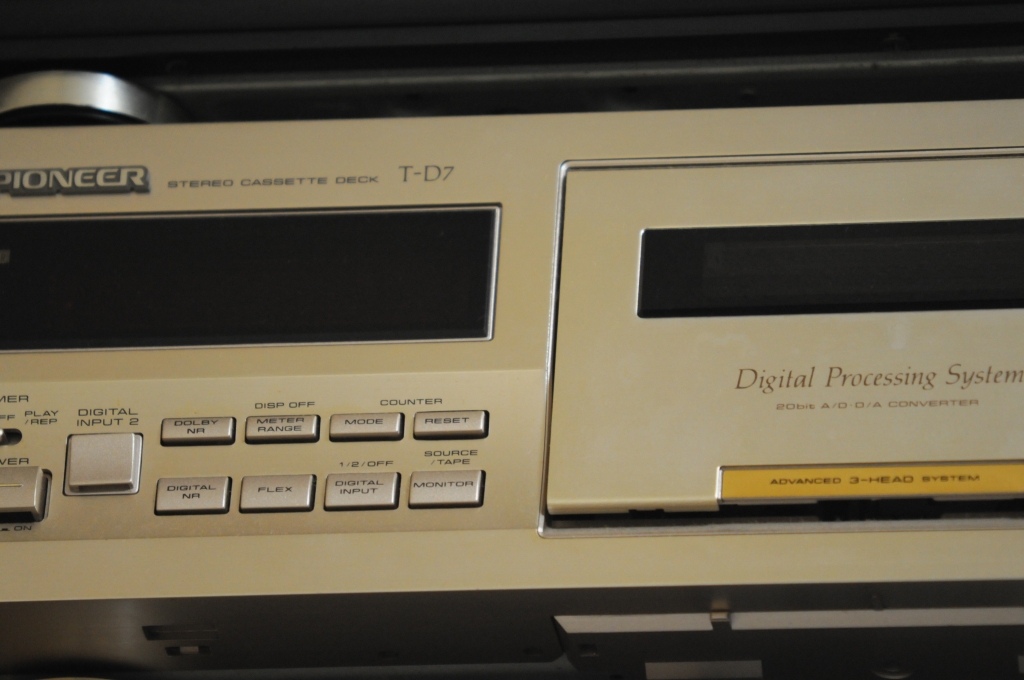 PIONEER STEREO CASSETTE DECK T-D7
Digital Processing System
20bit A/D·D/A CONVERTER
ADVANCED 3-HEAD SYSTEM
PLAY
/REP
DIGITAL
INPUT 2
DISP OFF
COUNTER
DOLBY
NR
METER
RANGE
MODE
RESET
1/2/OFF
SOURCE
/TAPE
DIGITAL
NR
FLEX
DIGITAL
INPUT
MONITOR
ON